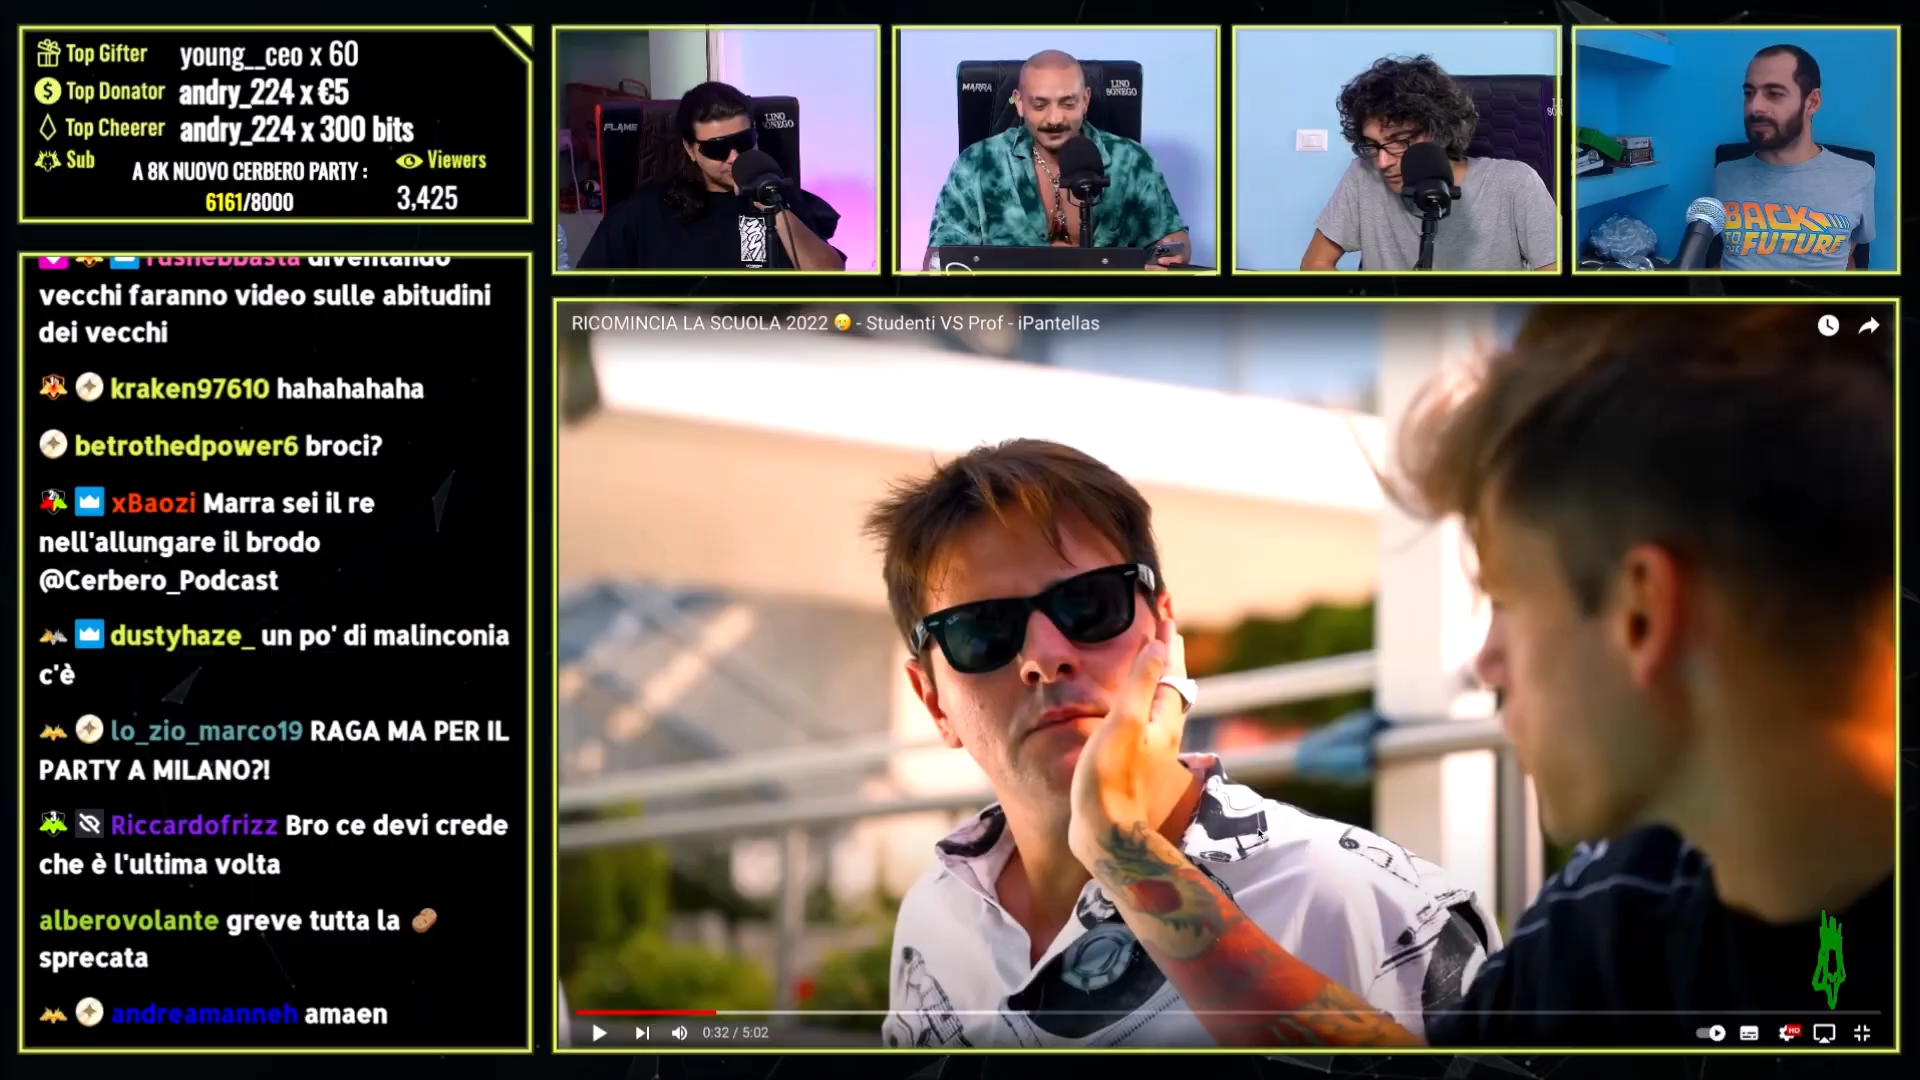 Top Gifter young__ceo x 60
Top Donator andry_224 x €5
Top Cheerer andry_224 x 300 bits
Sub
A 8K NUOVO CERBERO PARTY :
6161/8000
Viewers
3,425
FLAME
LINO SONEGO
MARRA
LINO SONEGO
BACK TO THE FUTURE
rushebbasta diventando
vecchi faranno video sulle abitudini
dei vecchi
kraken97610 hahahahaha
betrothedpower6 broci?
xBaozi Marra sei il re
nell'allungare il brodo
@Cerbero_Podcast
dustyhaze_ un po' di malinconia
c'è
lo_zio_marco19 RAGA MA PER IL
PARTY A MILANO?!
Riccardofrizz Bro ce devi crede
che è l'ultima volta
alberovolante greve tutta la 🥔
sprecata
andreamanneh amaen
RICOMINCIA LA SCUOLA 2022 🥲 - Studenti VS Prof - iPantellas
0:32 / 5:02
HD